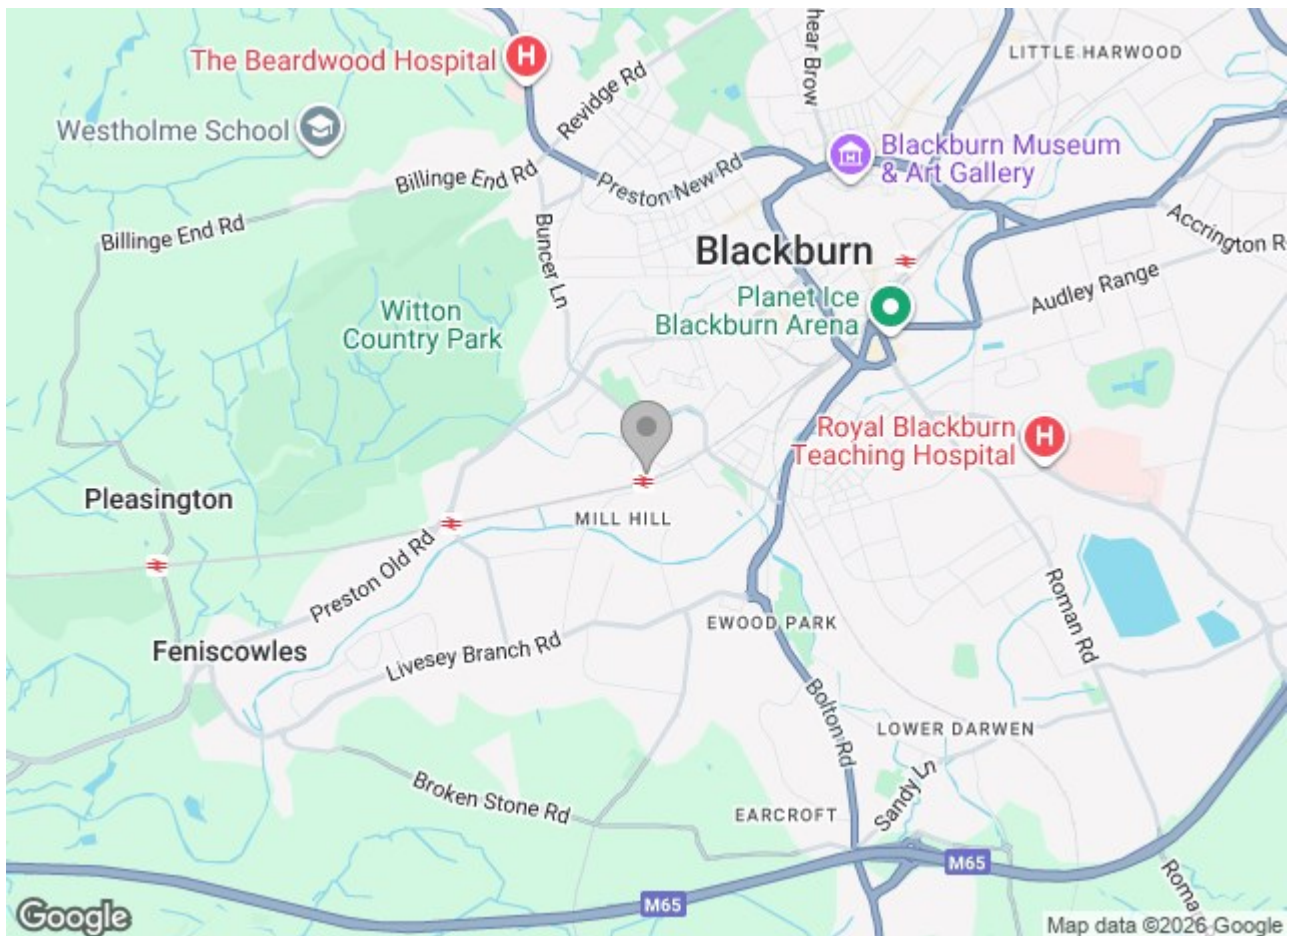 The Beardwood Hospital
H
Revidge Rd
hear Brow
LITTLE HARWOOD
Westholme School
Billinge End Rd
Preston New Rd
Blackburn Museum
& Art Gallery
Billinge End Rd
Buncer Ln
Blackburn
Accrington R
Audley Range
Planet Ice
Blackburn Arena
Witton
Country Park
Royal Blackburn
Teaching Hospital
H
Pleasington
MILL HILL
Preston Old Rd
Roman Rd
EWOOD PARK
Feniscowles
Livesey Branch Rd
Bolton Rd
LOWER DARWEN
Broken Stone Rd
Sandy Ln
EARCROFT
M65
M65
Roma
Google
Map data ©2026 Google